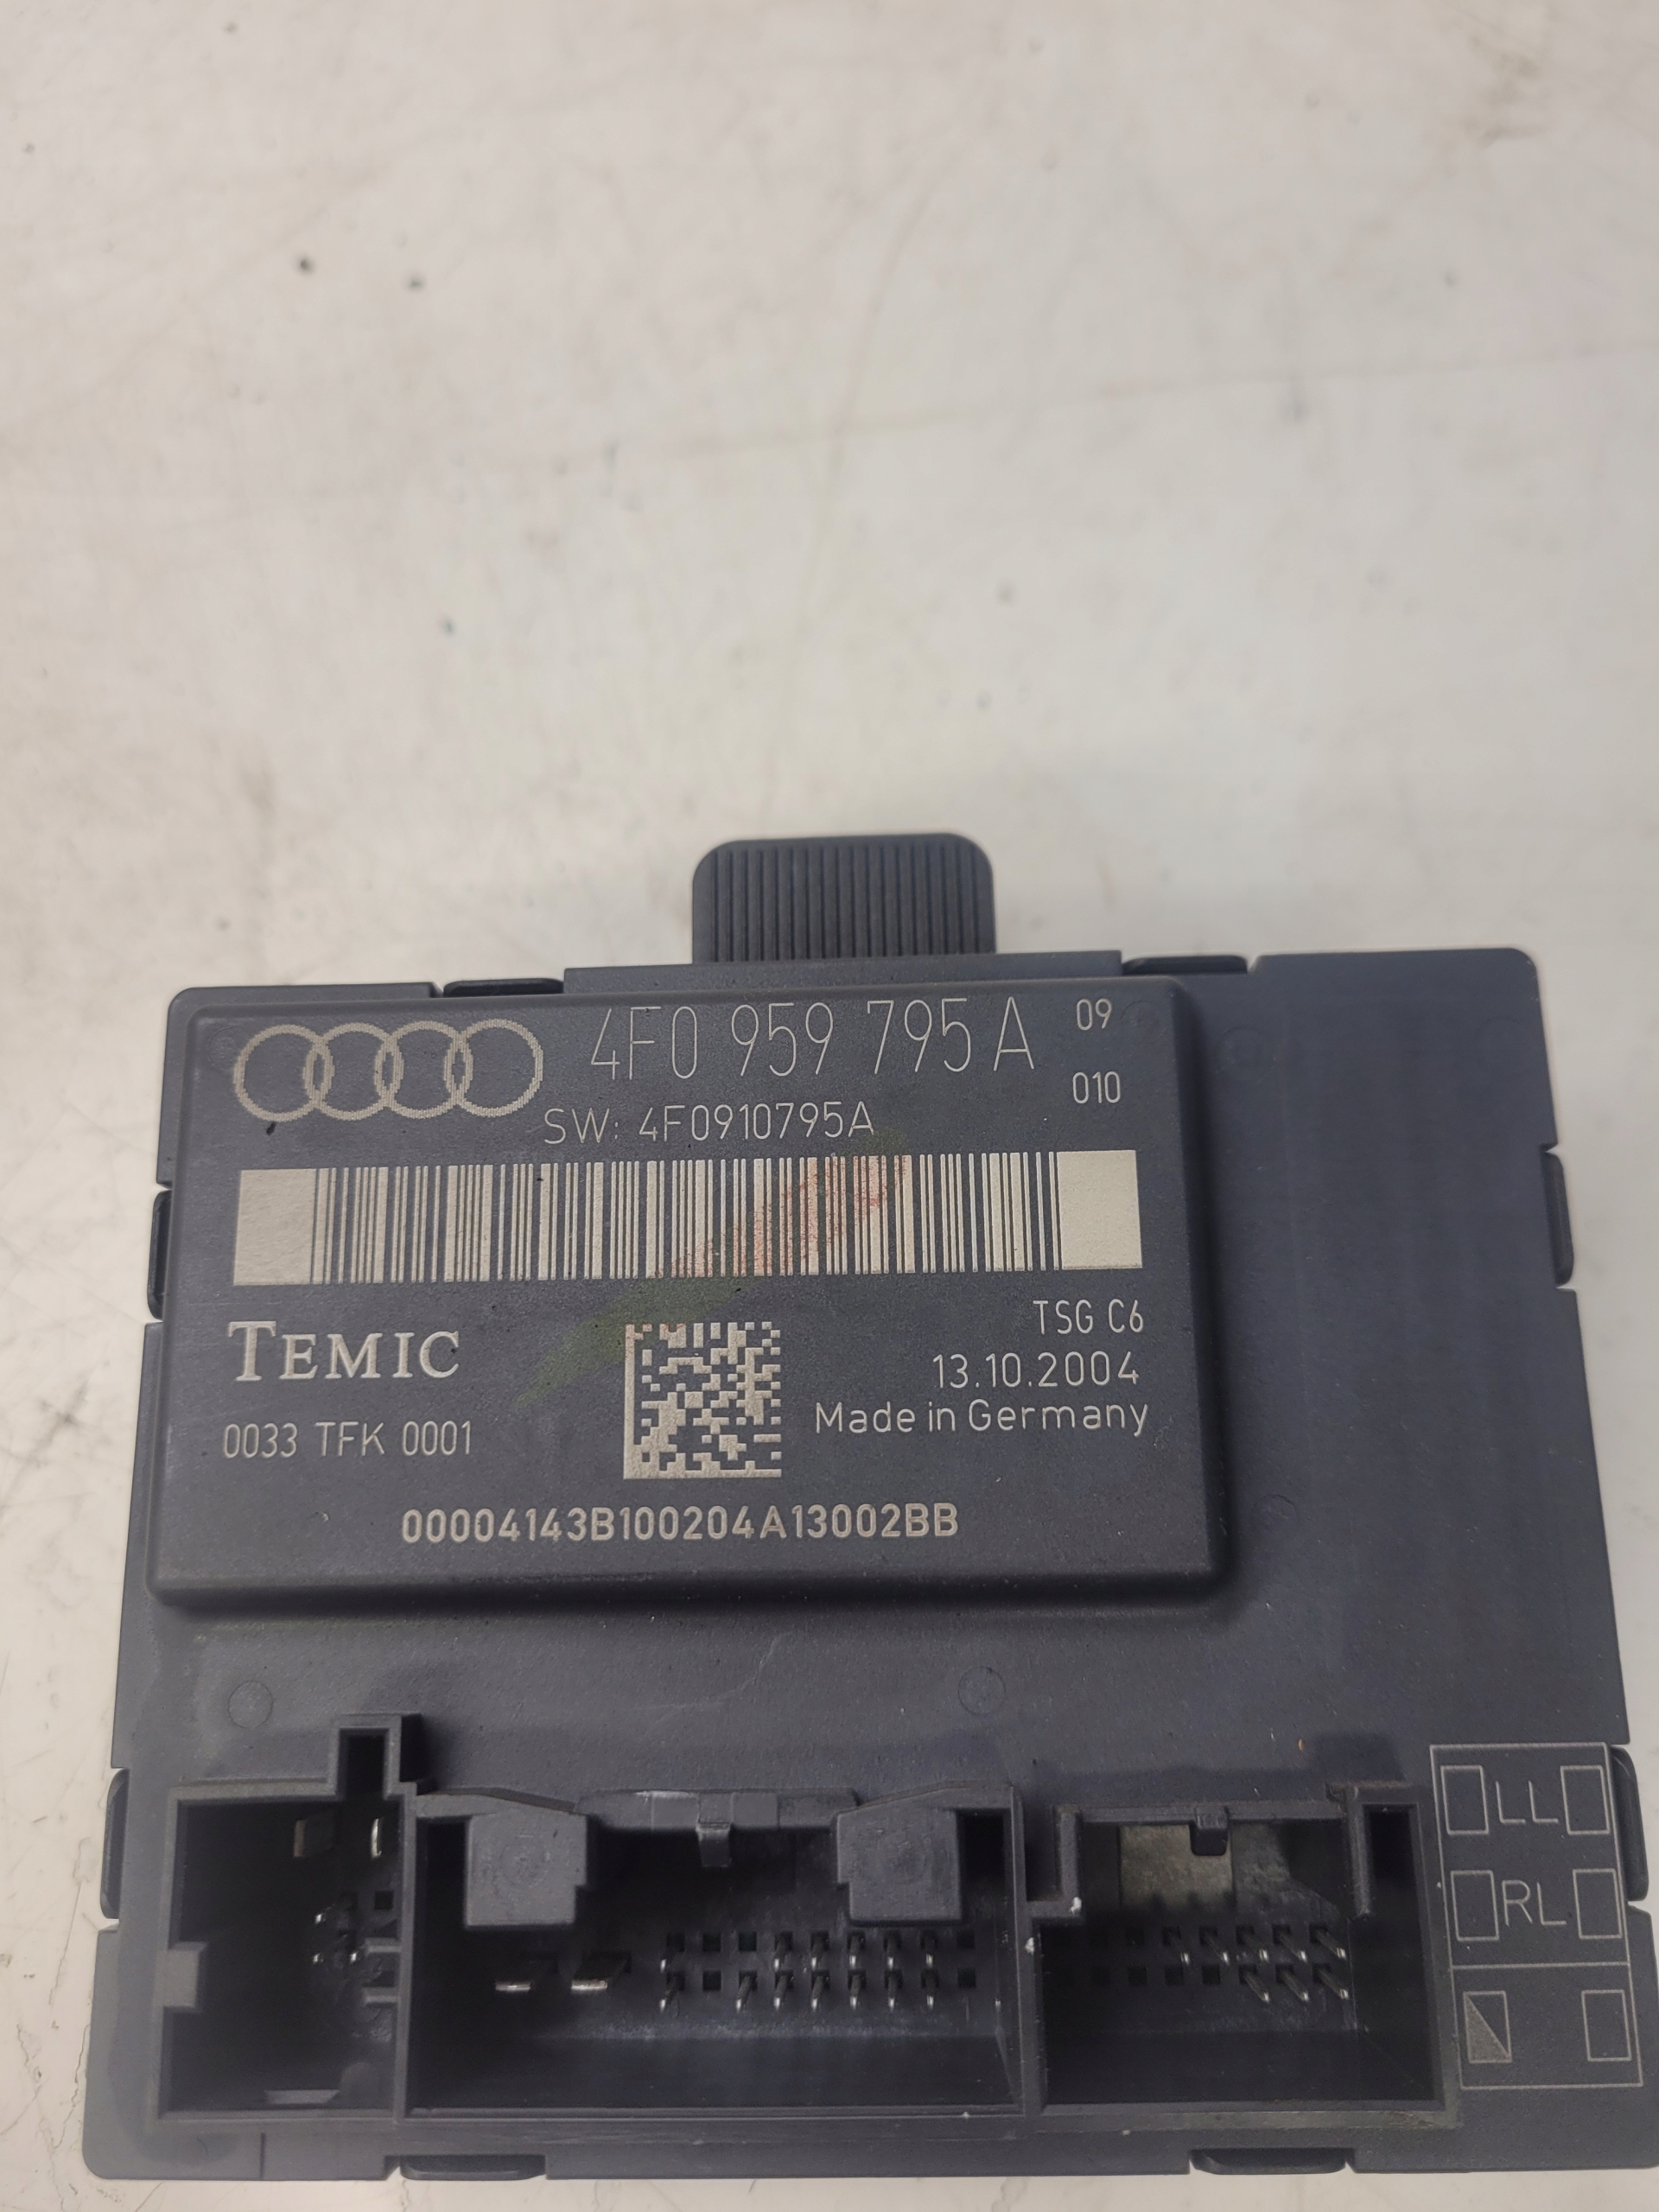 4F0 959 795 A 09
010
SW: 4F0910795A
TEMIC
TSG C6
13.10.2004
Made in Germany
0033 TFK 0001
00004143B100204A13002BB
LL
RL